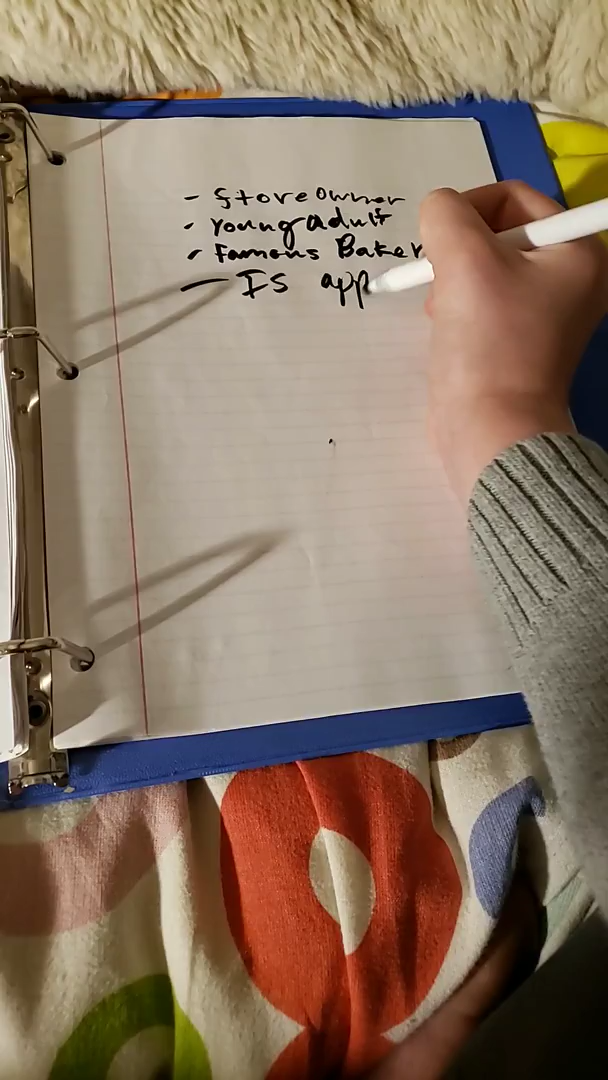 - Store owner
- Young adult
- Famous Baker
- Is app